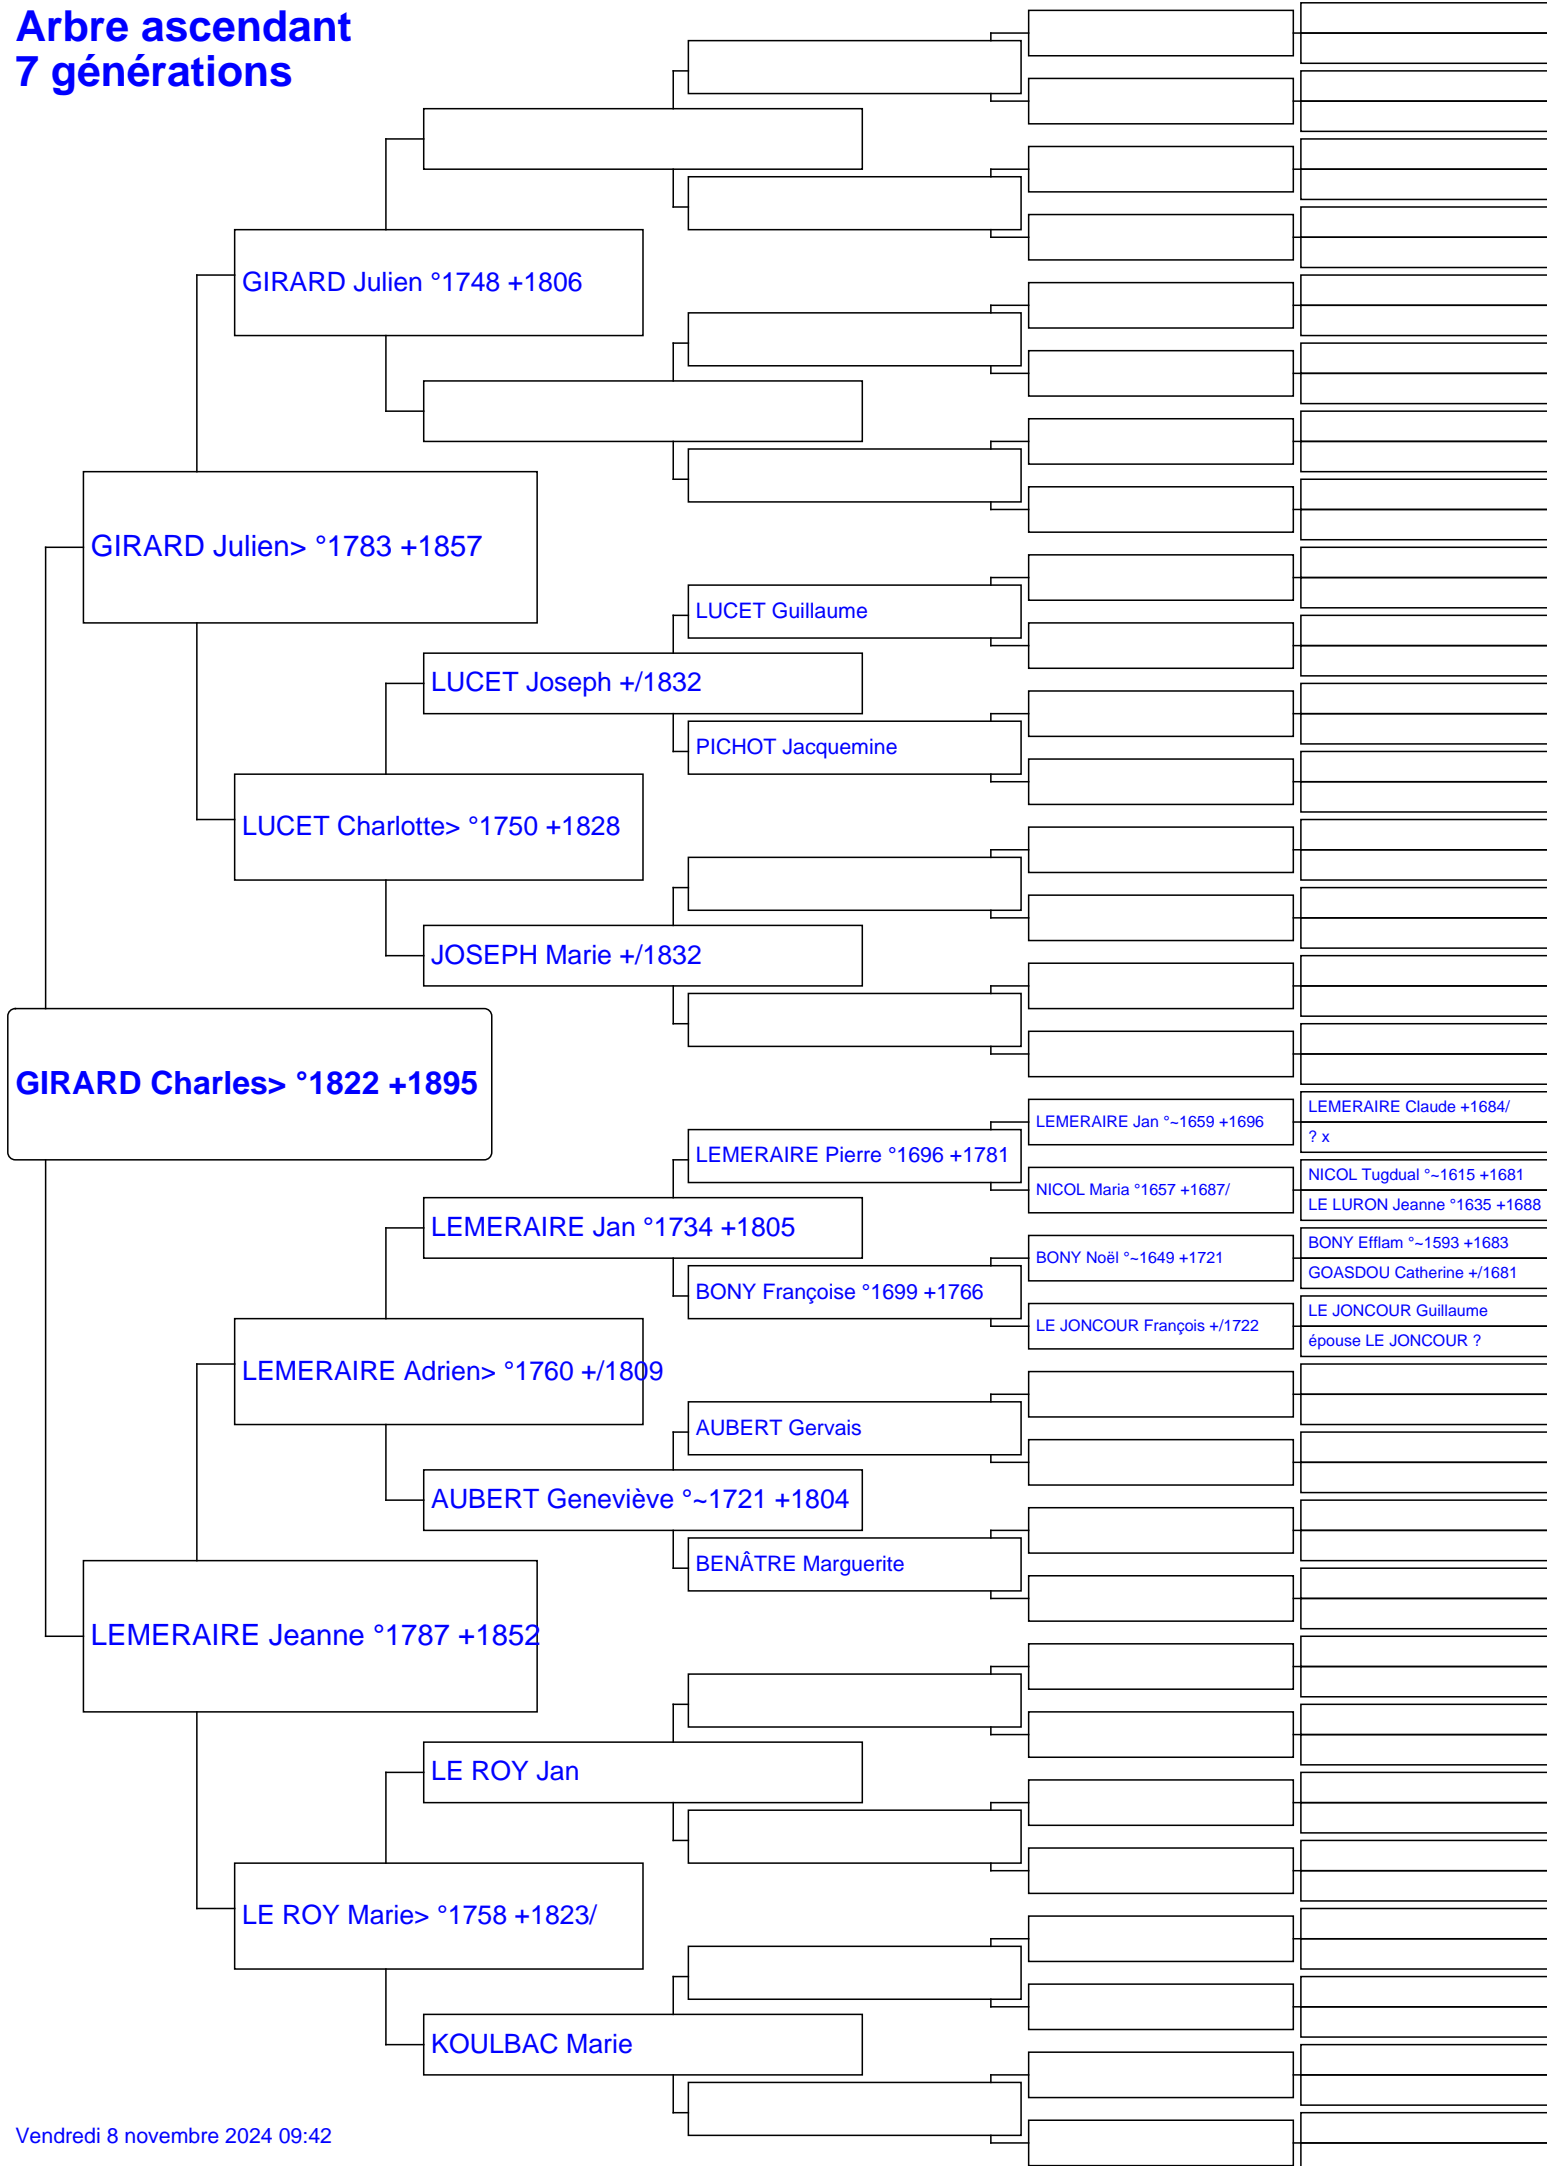 Arbre ascendant
7 générations
GIRARD Julien °1748 +1806
GIRARD Julien> °1783 +1857
LUCET Guillaume
LUCET Joseph +/1832
PICHOT Jacquemine
LUCET Charlotte> °1750 +1828
JOSEPH Marie +/1832
GIRARD Charles> °1822 +1895
LEMERAIRE Claude +1684/
LEMERAIRE Jan °~1659 +1696
? x
LEMERAIRE Pierre °1696 +1781
NICOL Tugdual °~1615 +1681
NICOL Maria °1657 +1687/
LE LURON Jeanne °1635 +1688
LEMERAIRE Jan °1734 +1805
BONY Efflam °~1593 +1683
BONY Noël °~1649 +1721
GOASDOU Catherine +/1681
BONY Françoise °1699 +1766
LE JONCOUR Guillaume
LE JONCOUR François +/1722
épouse LE JONCOUR ?
LEMERAIRE Adrien> °1760 +/1809
AUBERT Gervais
AUBERT Geneviève °~1721 +1804
BENÂTRE Marguerite
LEMERAIRE Jeanne °1787 +1852
LE ROY Jan
LE ROY Marie> °1758 +1823/
KOULBAC Marie
Vendredi 8 novembre 2024 09:42